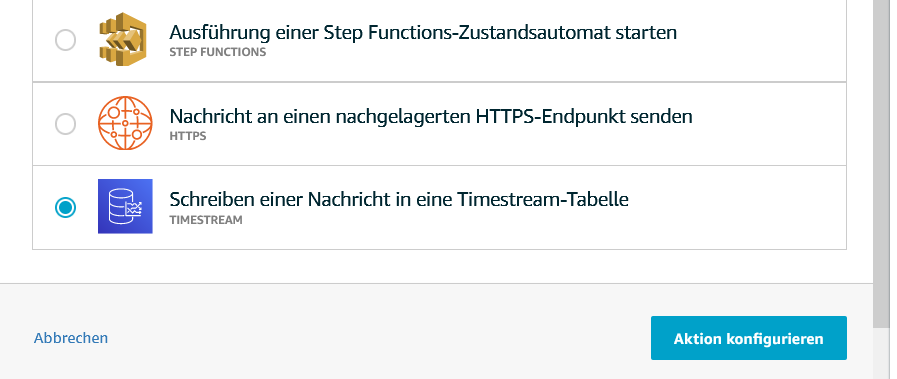 Ausführung einer Step Functions-Zustandsautomat starten
STEP FUNCTIONS
Nachricht an einen nachgelagerten HTTPS-Endpunkt senden
HTTPS
Schreiben einer Nachricht in eine Timestream-Tabelle
TIMESTREAM
Abbrechen
Aktion konfigurieren